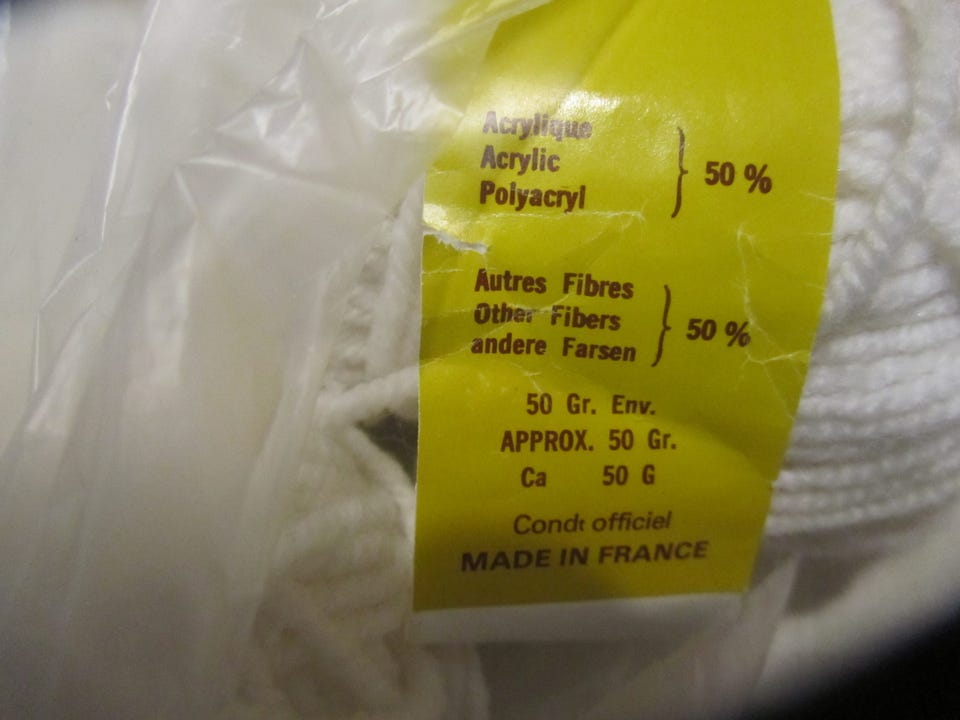 Acrylique
Acrylic
Polyacryl
50 %
Autres Fibres
Other Fibers
andere Farsen
50 %
50 Gr. Env.
APPROX. 50 Gr.
Ca 50 G
Condt officiel
MADE IN FRANCE